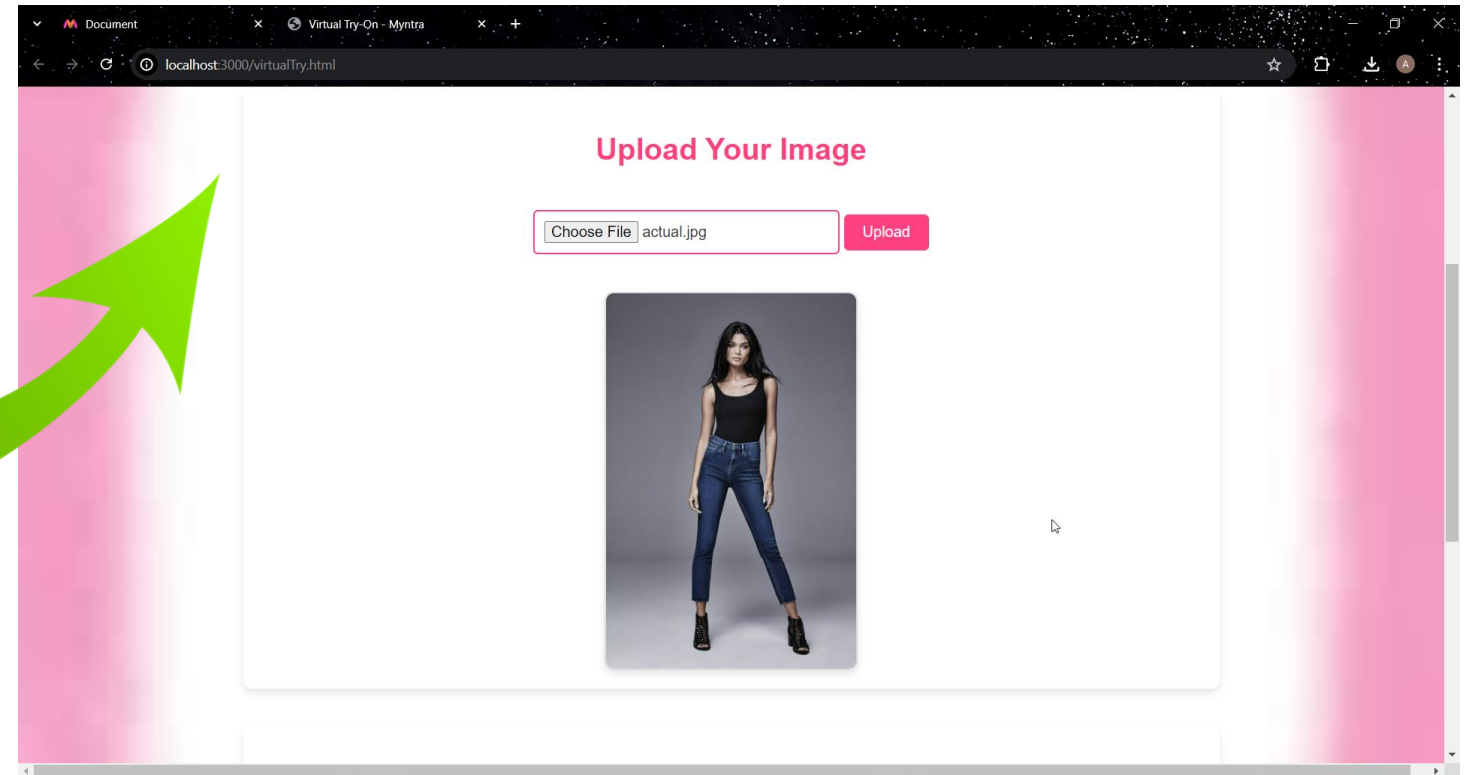 Document
Virtual Try-On - Myntra
localhost:3000/virtualTry.html
A
Upload Your Image
Choose File actual.jpg
Upload